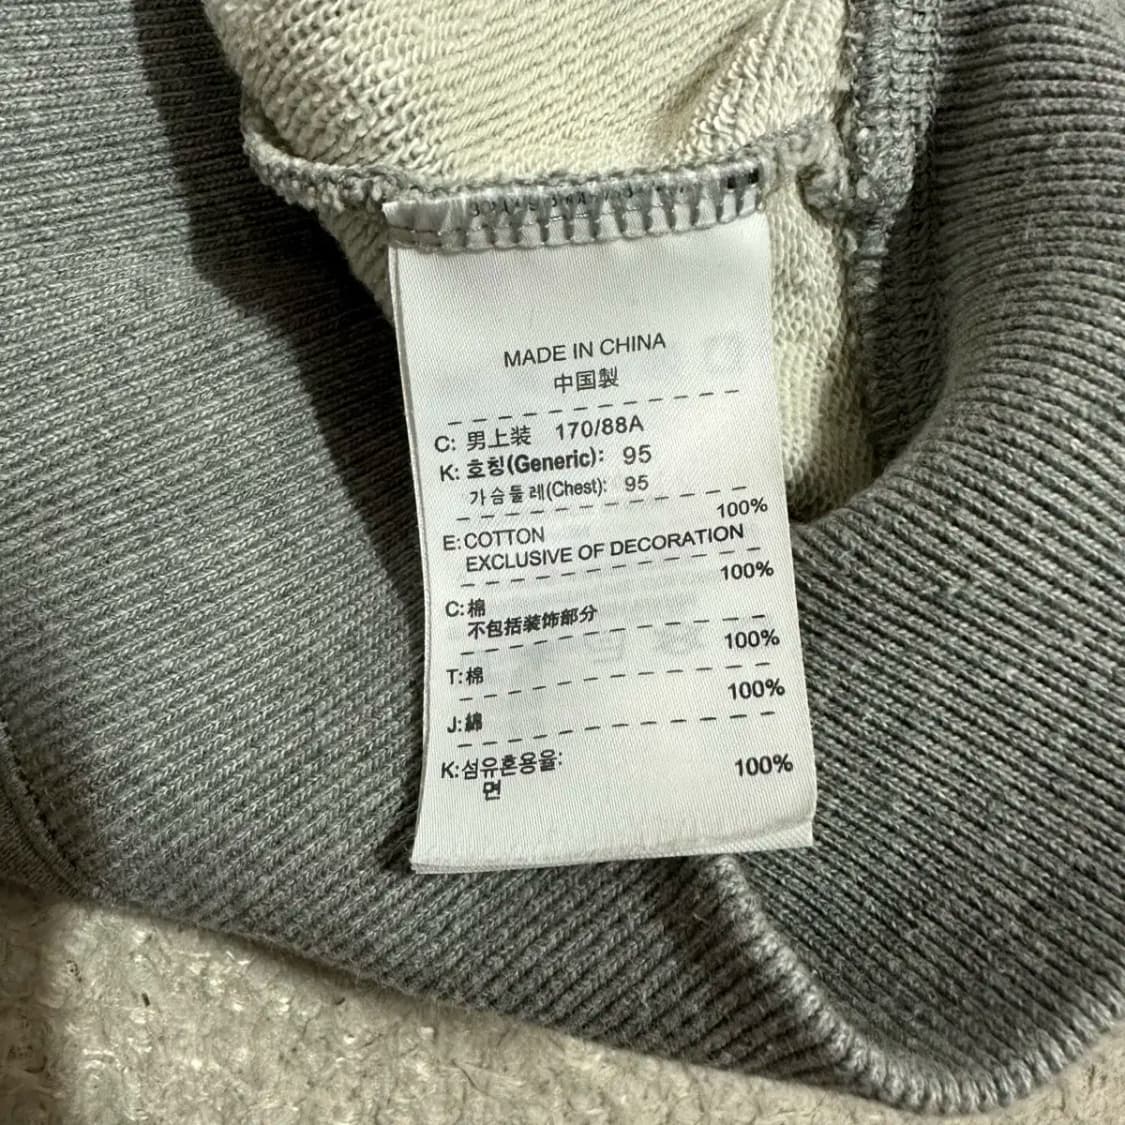 MADE IN CHINA
中国製
C: 男上装 170/88A
K: 호칭(Generic): 95
가슴둘레(Chest): 95
100%
E:COTTON
EXCLUSIVE OF DECORATION
100%
C:棉
不包括装饰部分
100%
T:棉
100%
J:綿
K:섬유혼용율:
면 100%